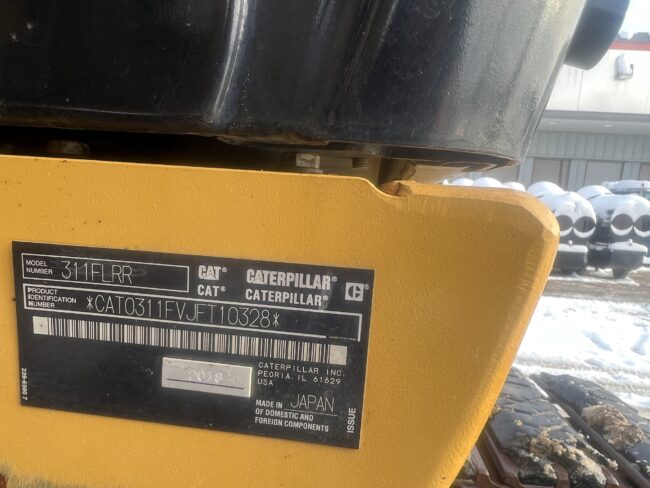 MODEL NUMBER 311FLRR
CAT® CATERPILLAR®
CAT® CATERPILLAR® C
PRODUCT IDENTIFICATION NUMBER *CAT0311FVJFT10328*
2018
CATERPILLAR INC.
PEORIA, IL 61629
USA
MADE IN JAPAN
OF DOMESTIC AND
FOREIGN COMPONENTS
ISSUE